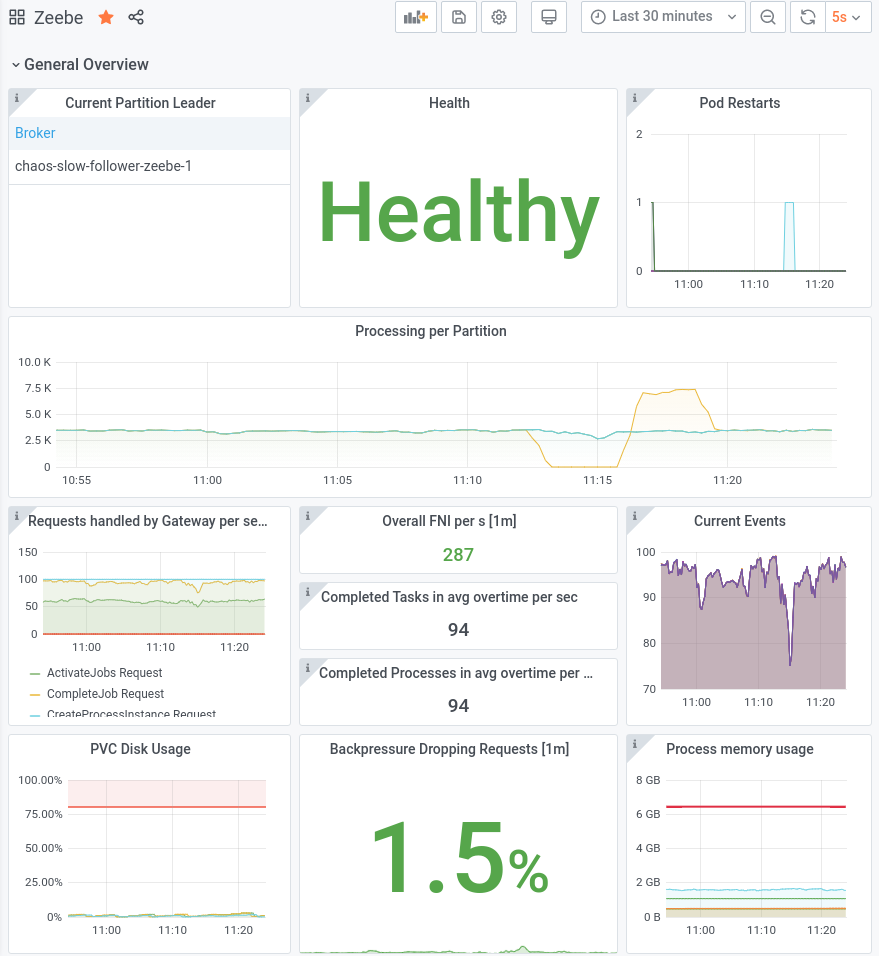 Zeebe
Last 30 minutes
5s
General Overview
Current Partition Leader
Broker
chaos-slow-follower-zeebe-1
Health
Healthy
Pod Restarts
2
1
0
11:00 11:10 11:20
Processing per Partition
10.0 K
7.5 K
5.0 K
2.5 K
0
10:55 11:00 11:05 11:10 11:15 11:20
Requests handled by Gateway per se...
150
100
50
0
11:00 11:10 11:20
ActivateJobs Request
CompleteJob Request
CreateProcessInstance Request
Overall FNI per s [1m]
287
Completed Tasks in avg overtime per sec
94
Completed Processes in avg overtime per ...
94
Current Events
100
90
80
70
11:00 11:10 11:20
PVC Disk Usage
100.00%
75.00%
50.00%
25.00%
0%
11:00 11:10 11:20
Backpressure Dropping Requests [1m]
1.5%
Process memory usage
8 GB
6 GB
4 GB
2 GB
0 B
11:00 11:10 11:20